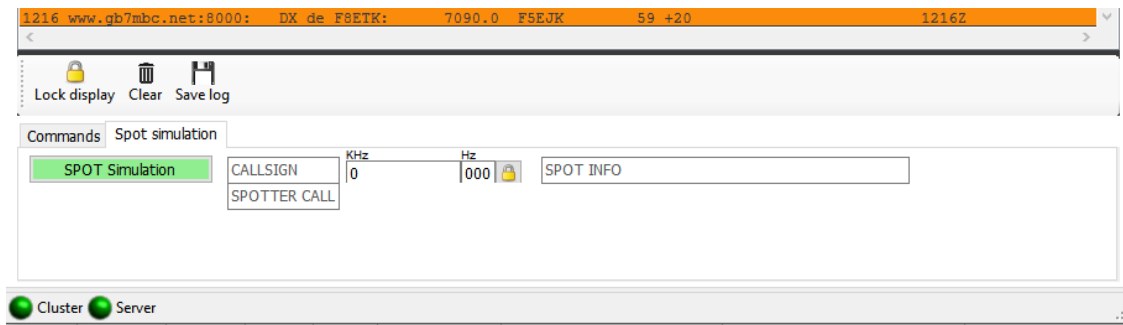 1216 www.gb7mbc.net:8000: DX de F8ETK: 7090.0 F5EJK 59 +20 1216Z
Lock display Clear Save log
Commands Spot simulation
KHz Hz
SPOT Simulation CALLSIGN 0 000 SPOT INFO
SPOTTER CALL
Cluster Server